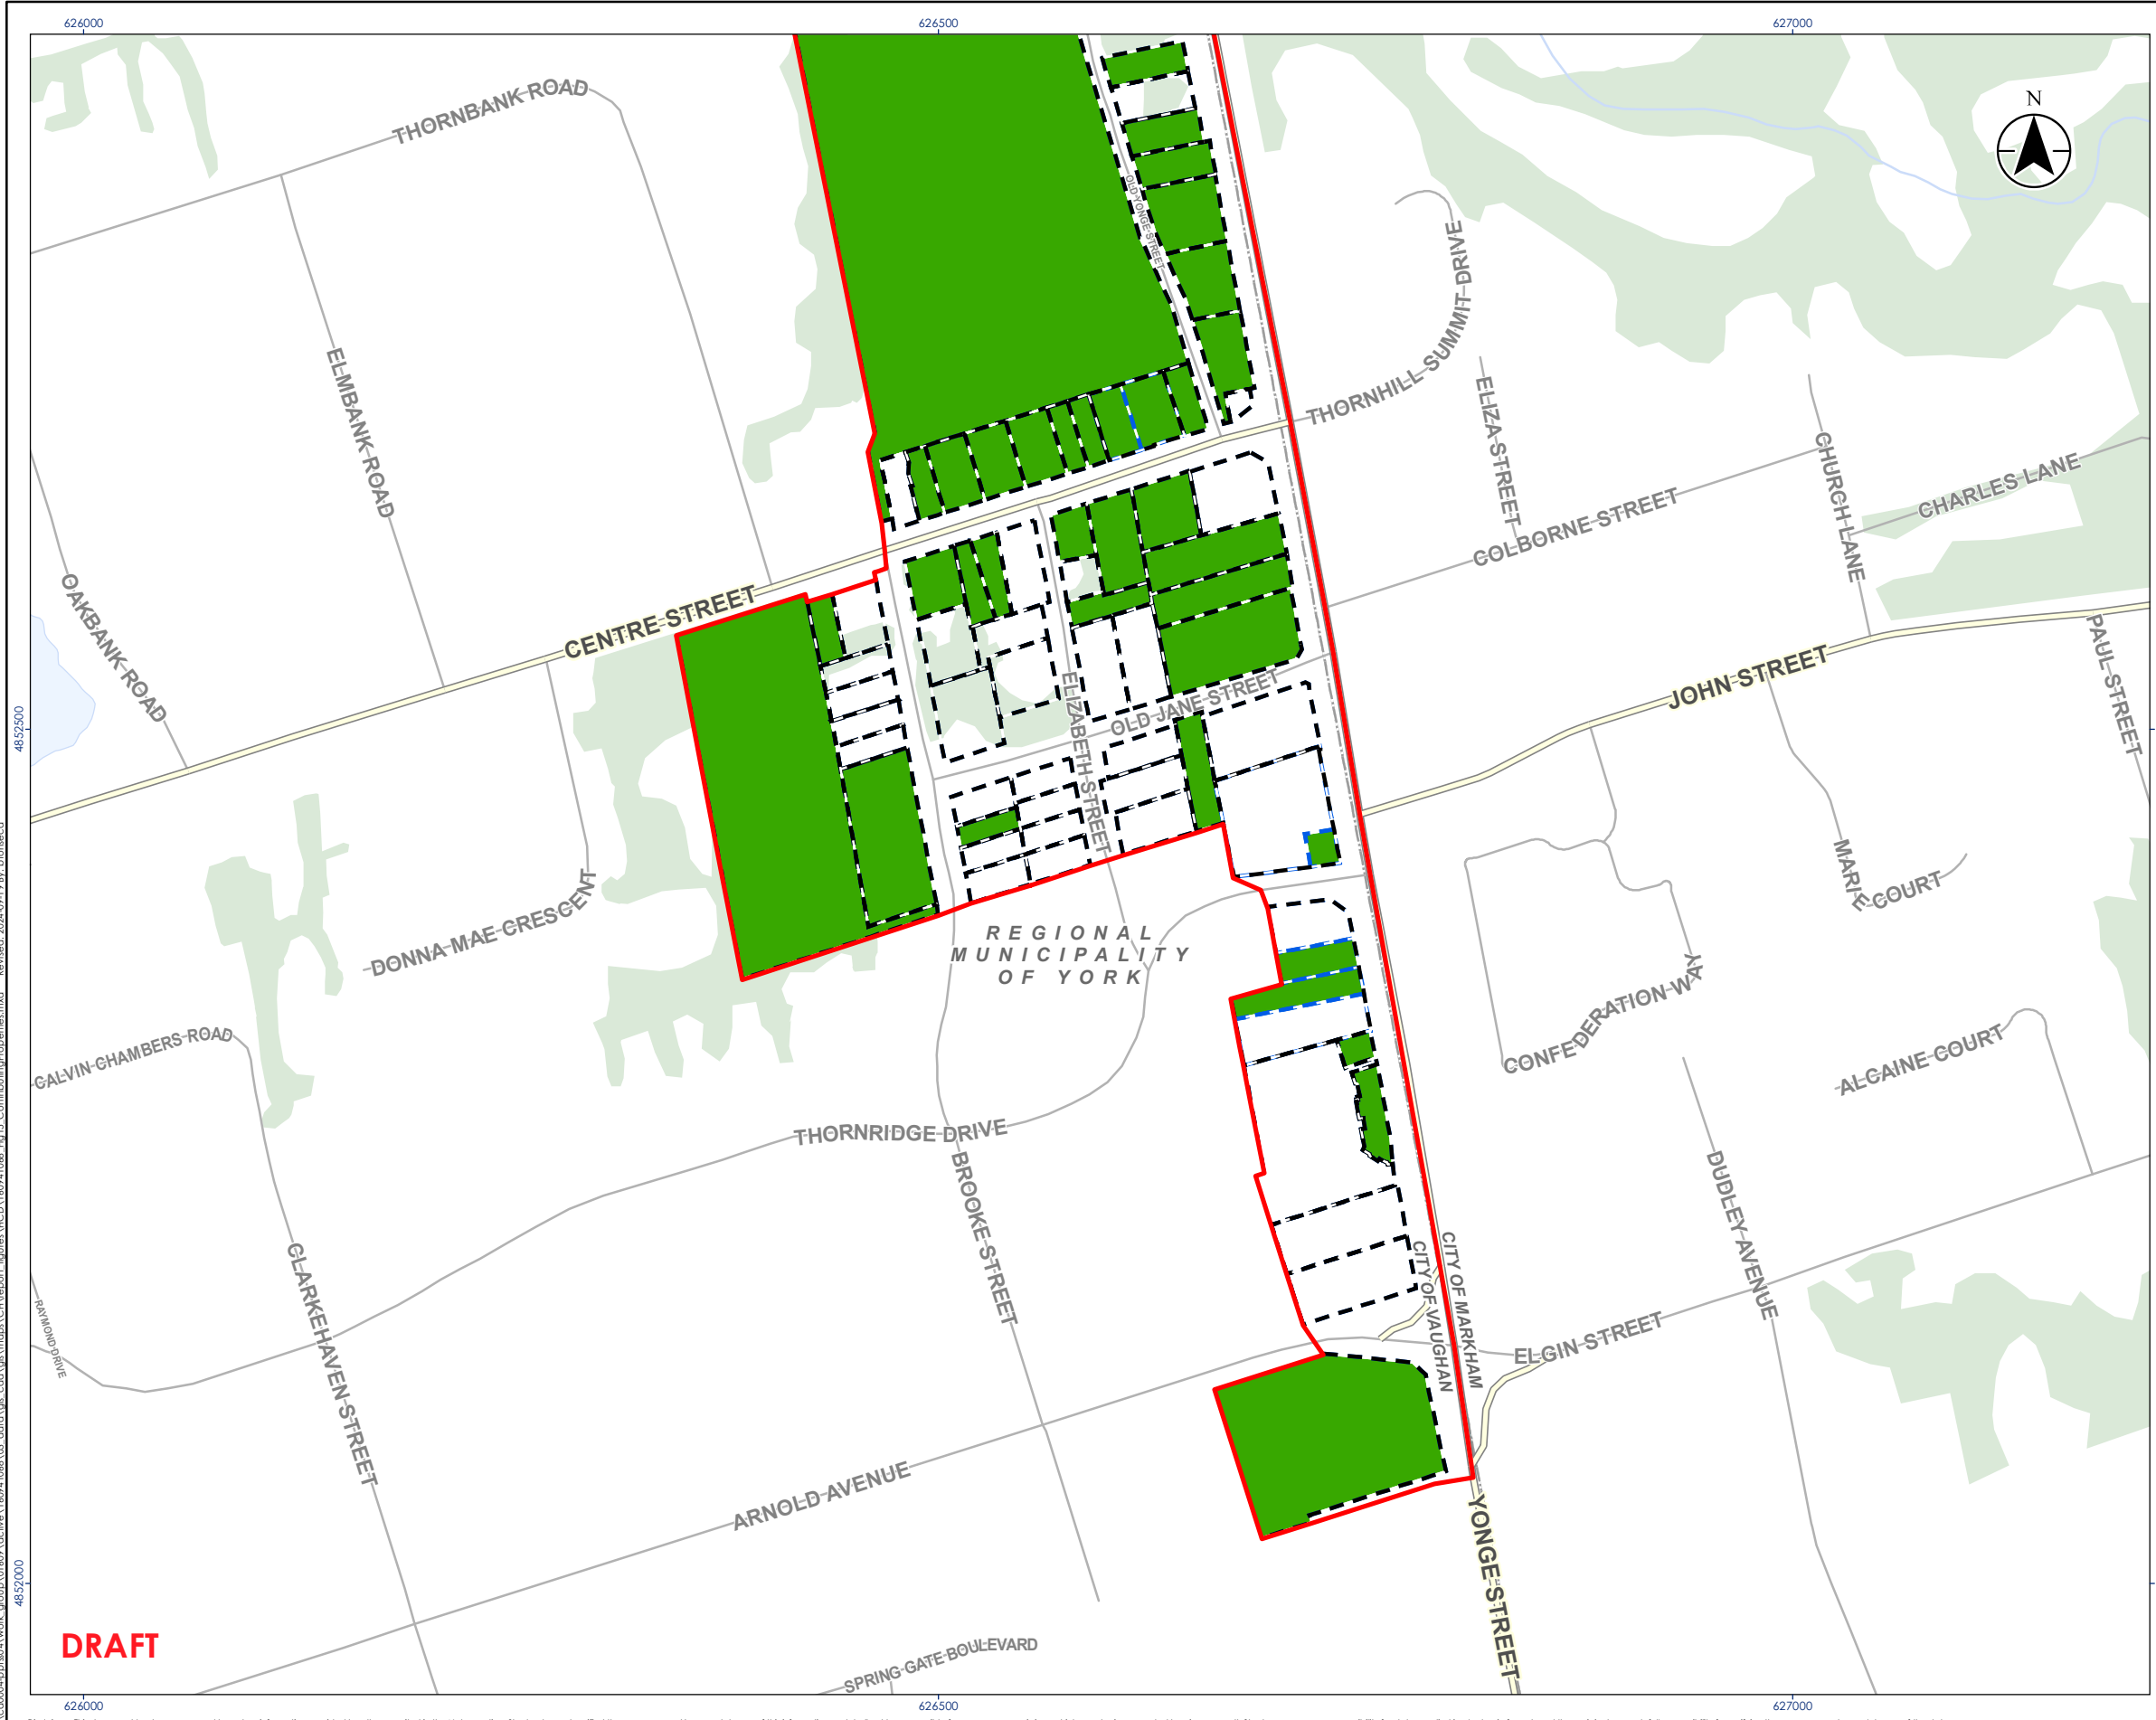 626000
626500
627000
N
THORNBANK ROAD
OLD YONGE STREET
THORNHILL SUMMIT DRIVE
ELMBANK ROAD
ELIZA STREET
CHURCH LANE
CHARLES LANE
COLBORNE STREET
OAKBANK ROAD
CENTRE STREET
JOHN STREET
PAUL STREET
ELIZABETH STREET
OLD JANE STREET
4852500
MARIE COURT
DONNA MAE CRESCENT
REGIONAL
MUNICIPALITY
OF YORK
CONFEDERATION WAY
CALVIN CHAMBERS ROAD
ALCAINE COURT
THORNRIDGE DRIVE
BROOKE STREET
DUDLEY AVENUE
CLARKEHAVEN STREET
RAYMOND DRIVE
CITY OF MARKHAM
CITY OF VAUGHAN
ELGIN STREET
ARNOLD AVENUE
YONGE STREET
4852000
DRAFT
SPRING GATE BOULEVARD
626000
626500
627000